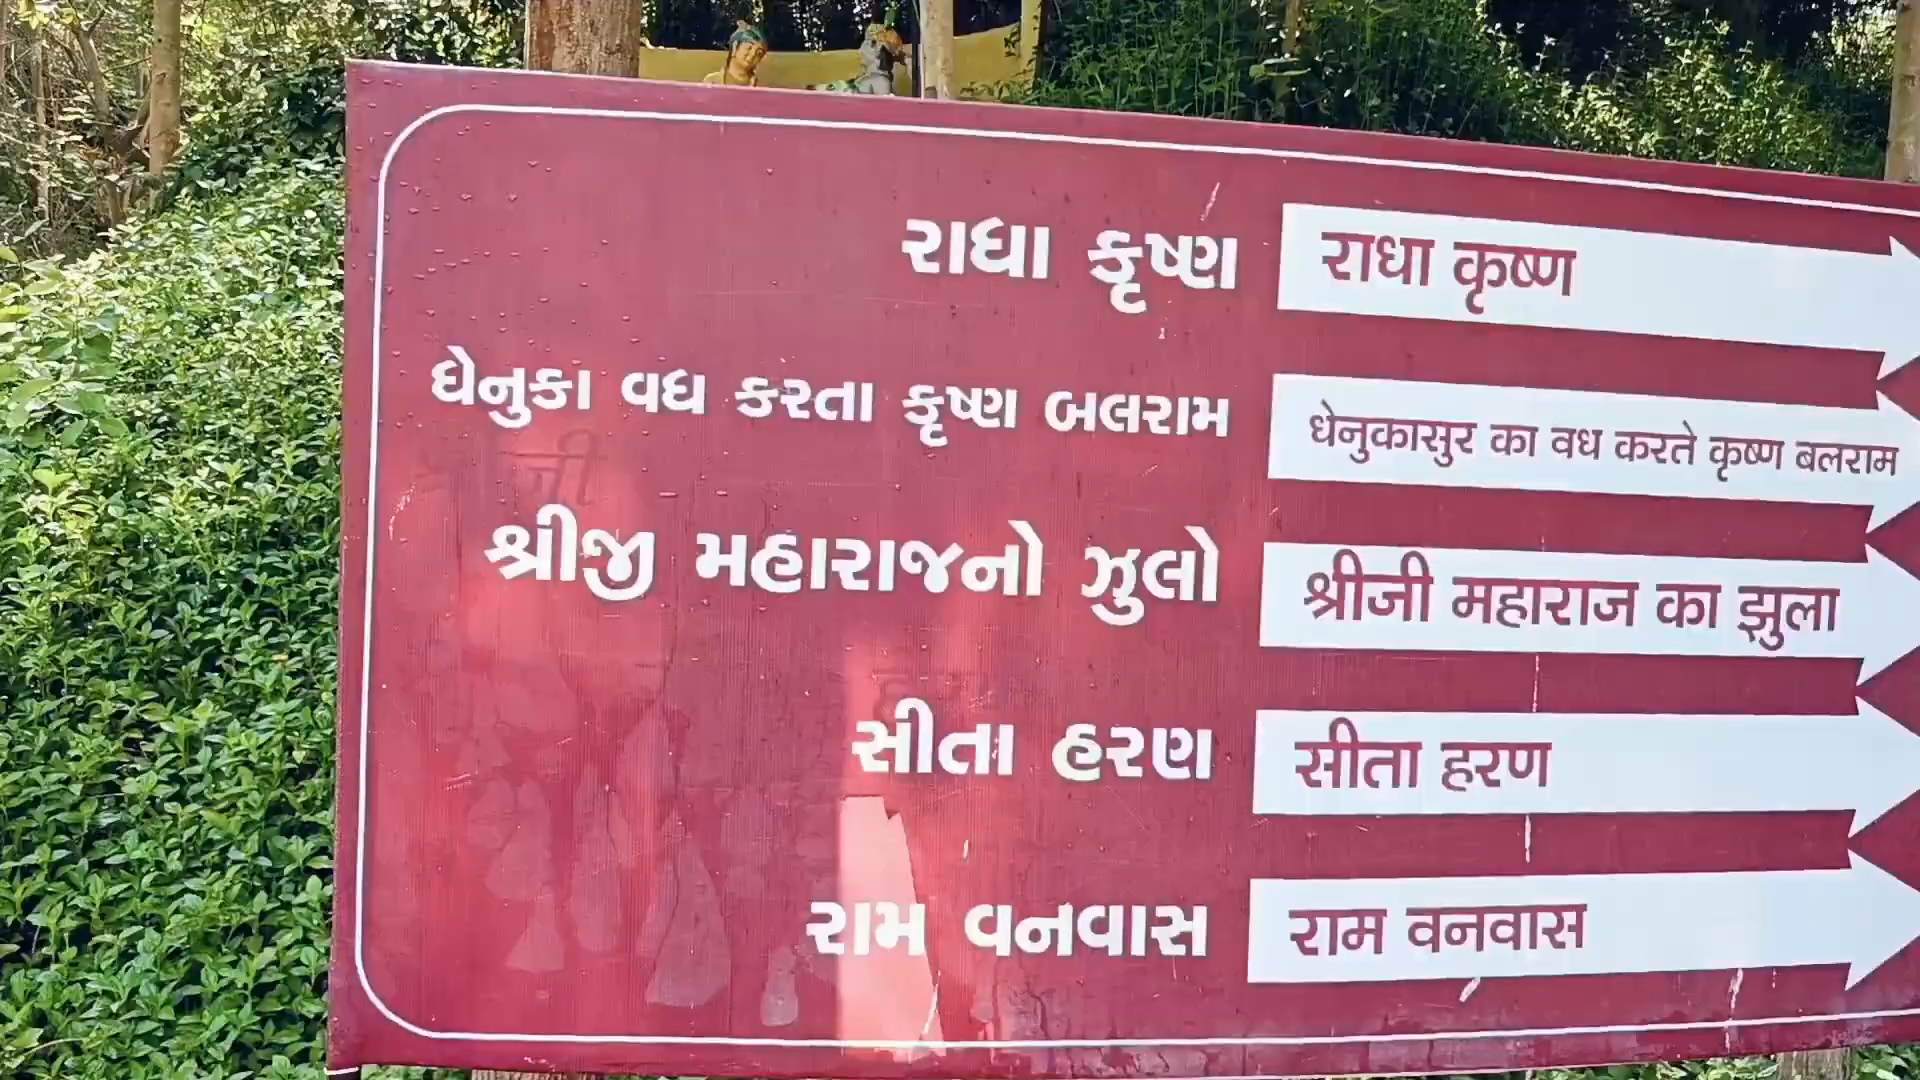 રાધા કૃષ્ણ राधा कृष्ण
ધેનુકા વધ કરતા કૃષ્ણ બલરામ धेनुकासुर का वध करते कृष्ण बलराम
શ્રીજી મહારાજનો ઝુલો श्रीजी महाराज का झुला
સીતા હરણ सीता हरण
રામ વનવાસ राम वनवास